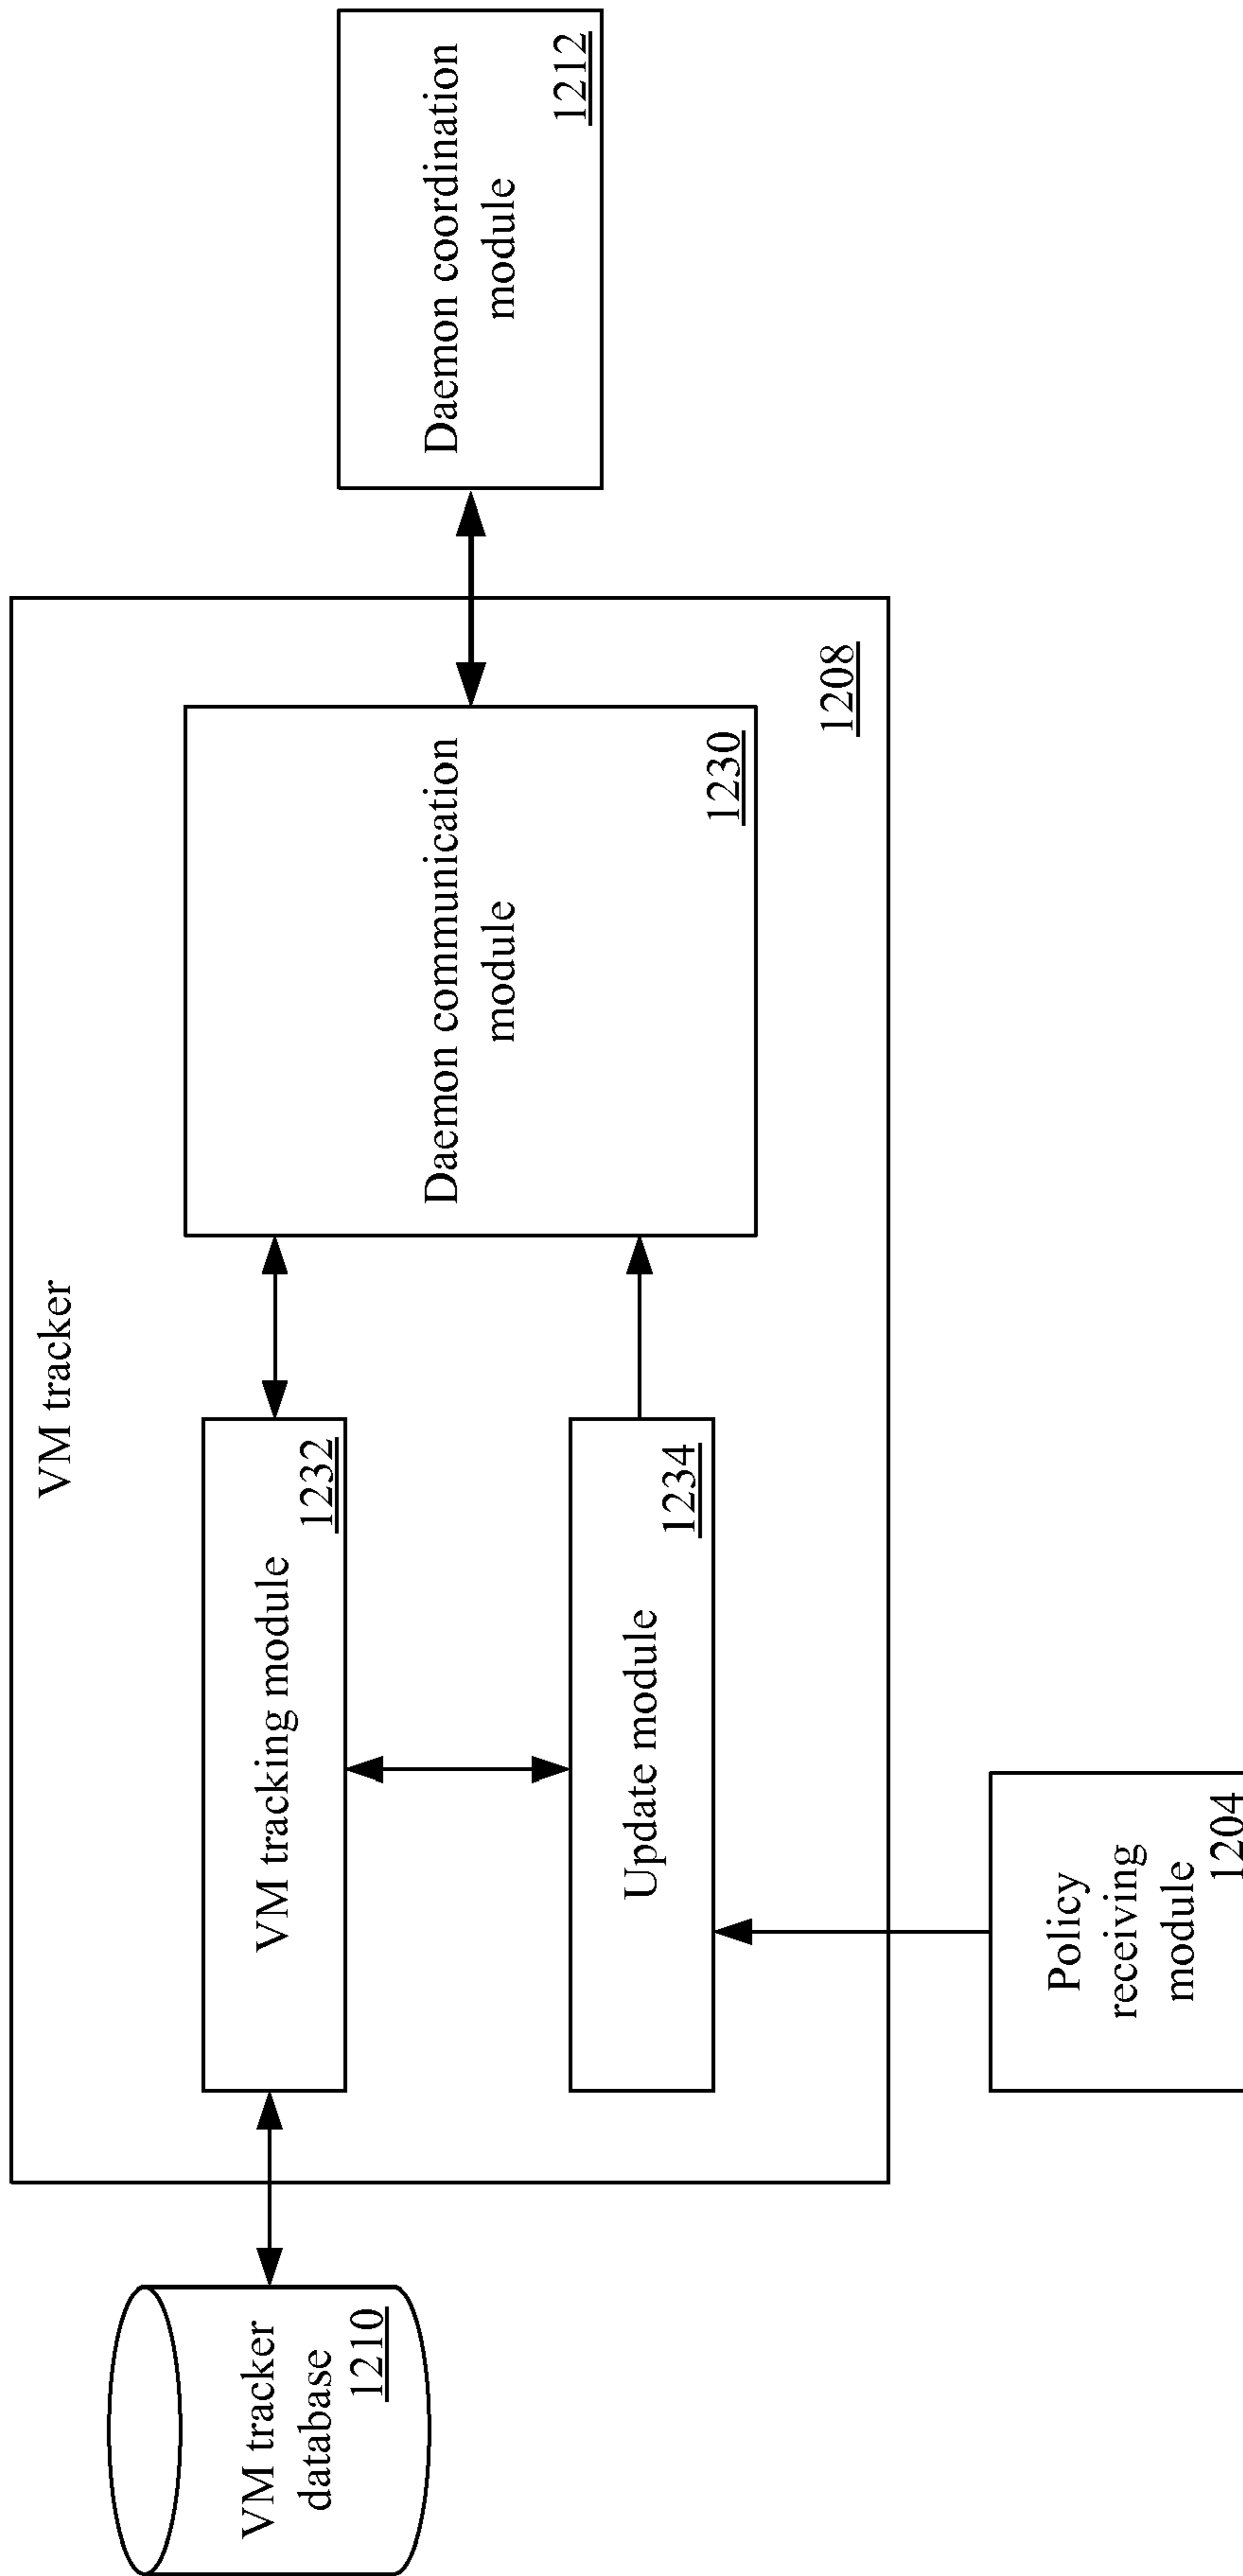 VM tracker
VM tracker
database
1210
VM tracking module
1232
Daemon communication
module
1230
Daemon coordination
module
1212
Update module
1234
1208
Policy
receiving
module
1204